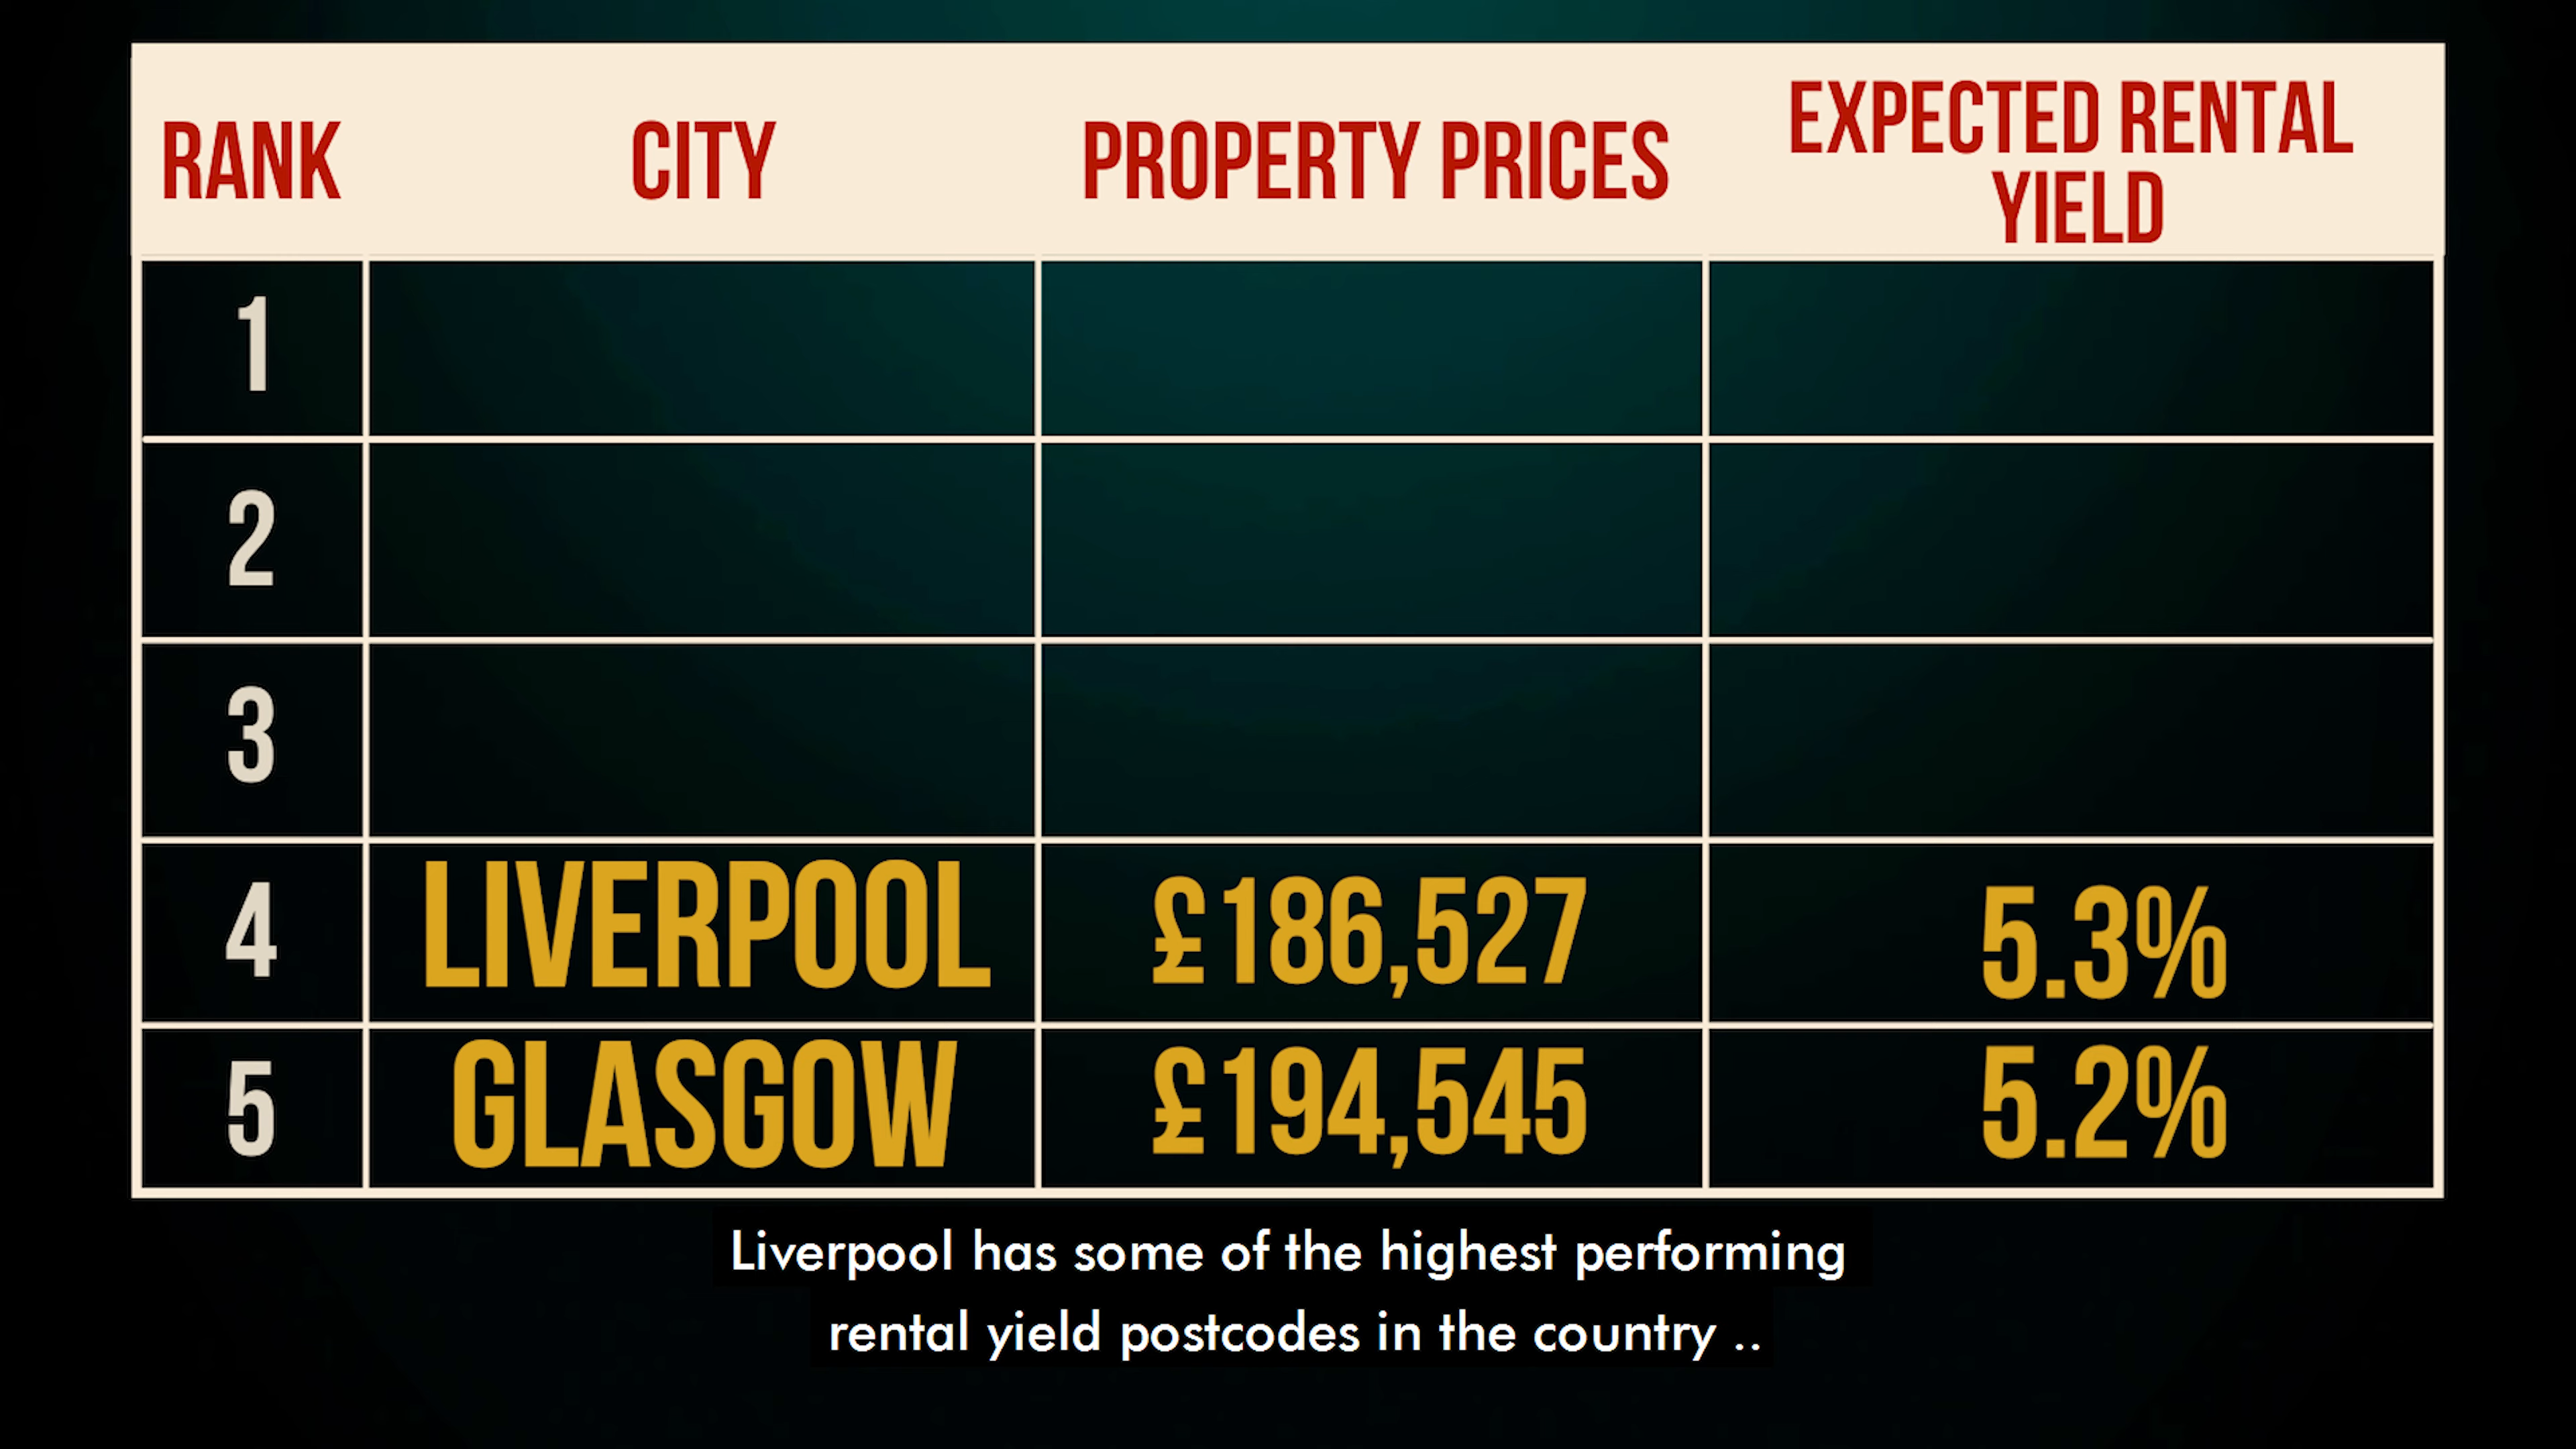 RANK CITY PROPERTY PRICES EXPECTED RENTAL
YIELD
1
2
3
4 LIVERPOOL £186,527 5.3%
5 GLASGOW £194,545 5.2%
Liverpool has some of the highest performing
rental yield postcodes in the country ..